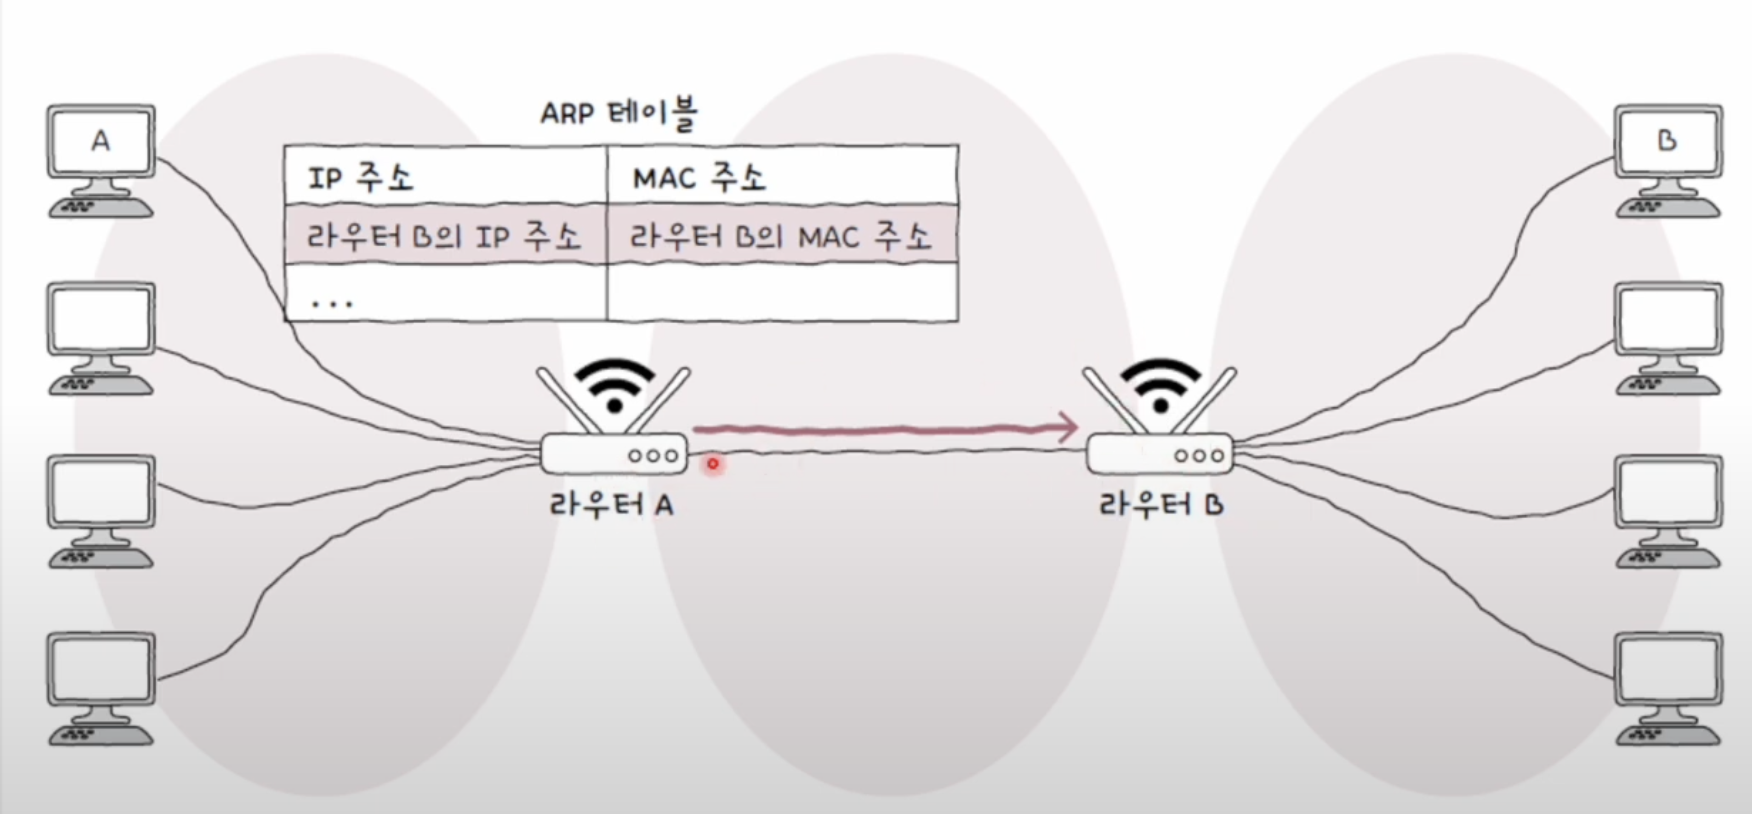 ARP 테이블
A
B
IP 주소
MAC 주소
라우터 B의 IP 주소
라우터 B의 MAC 주소
...
라우터 A
라우터 B